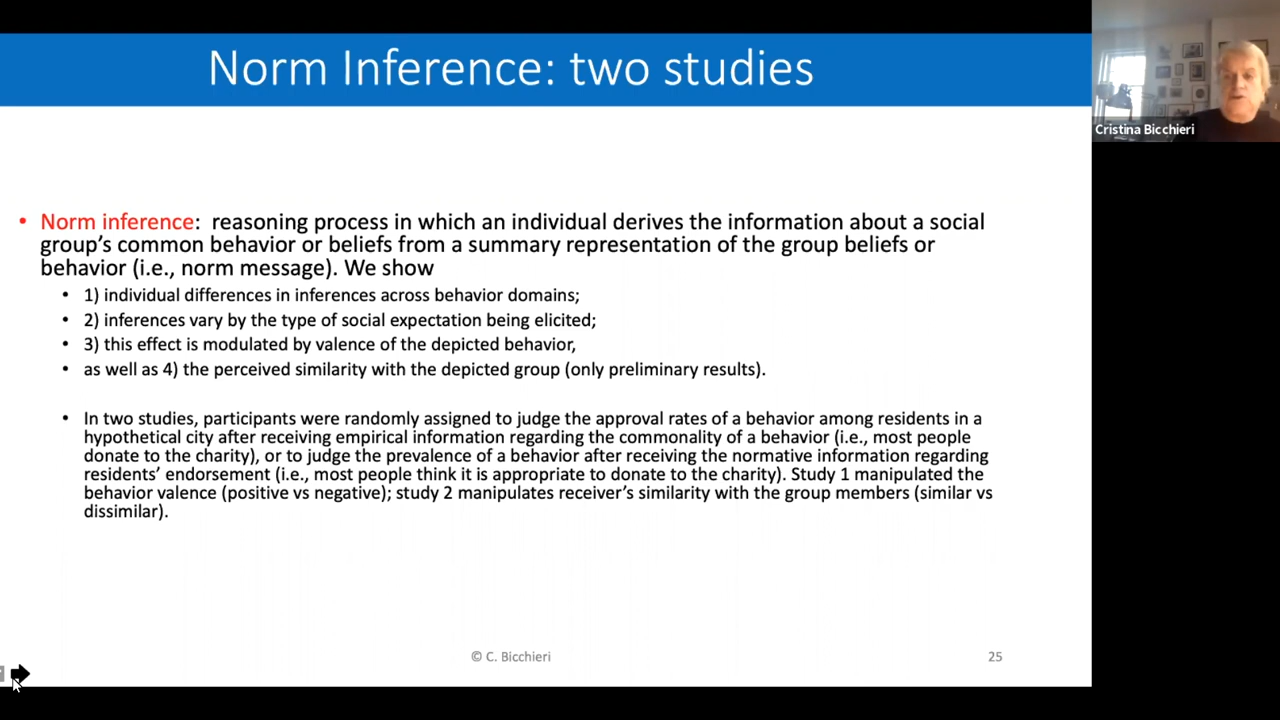 Norm Inference: two studies
Cristina Bicchieri
• Norm inference: reasoning process in which an individual derives the information about a social
group's common behavior or beliefs from a summary representation of the group beliefs or
behavior (i.e., norm message). We show
• 1) individual differences in inferences across behavior domains;
• 2) inferences vary by the type of social expectation being elicited;
• 3) this effect is modulated by valence of the depicted behavior,
• as well as 4) the perceived similarity with the depicted group (only preliminary results).
• In two studies, participants were randomly assigned to judge the approval rates of a behavior among residents in a
hypothetical city after receiving empirical information regarding the commonality of a behavior (i.e., most people
donate to the charity), or to judge the prevalence of a behavior after receiving the normative information regarding
residents' endorsement (i.e., most people think it is appropriate to donate to the charity). Study 1 manipulated the
behavior valence (positive vs negative); study 2 manipulates receiver's similarity with the group members (similar vs
dissimilar).
© C. Bicchieri
25